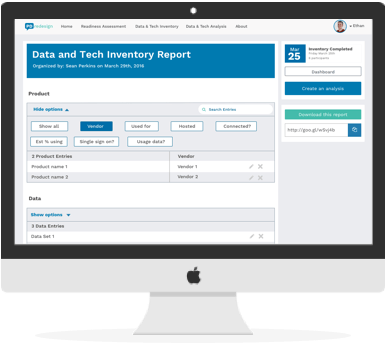 PD redesign Home Readiness Assessment Data & Tech Inventory Data & Tech Analysis About Ethan
Data and Tech Inventory Report
Organized by: Sean Perkins on March 29th, 2016
Mar
25
Inventory Completed
Dashboard
Create an analysis
Download this report
http://goo.gl/w9vj4b
Product
Hide options
Search Entries
Show all Vendor Used for Hosted Connected?
Est % using Single sign on? Usage data?
3 Product Entries Vendor
Product name 1 Vendor 1
Product name 2 Vendor 2
Data
Show options
3 Data Entries
Data Set 1